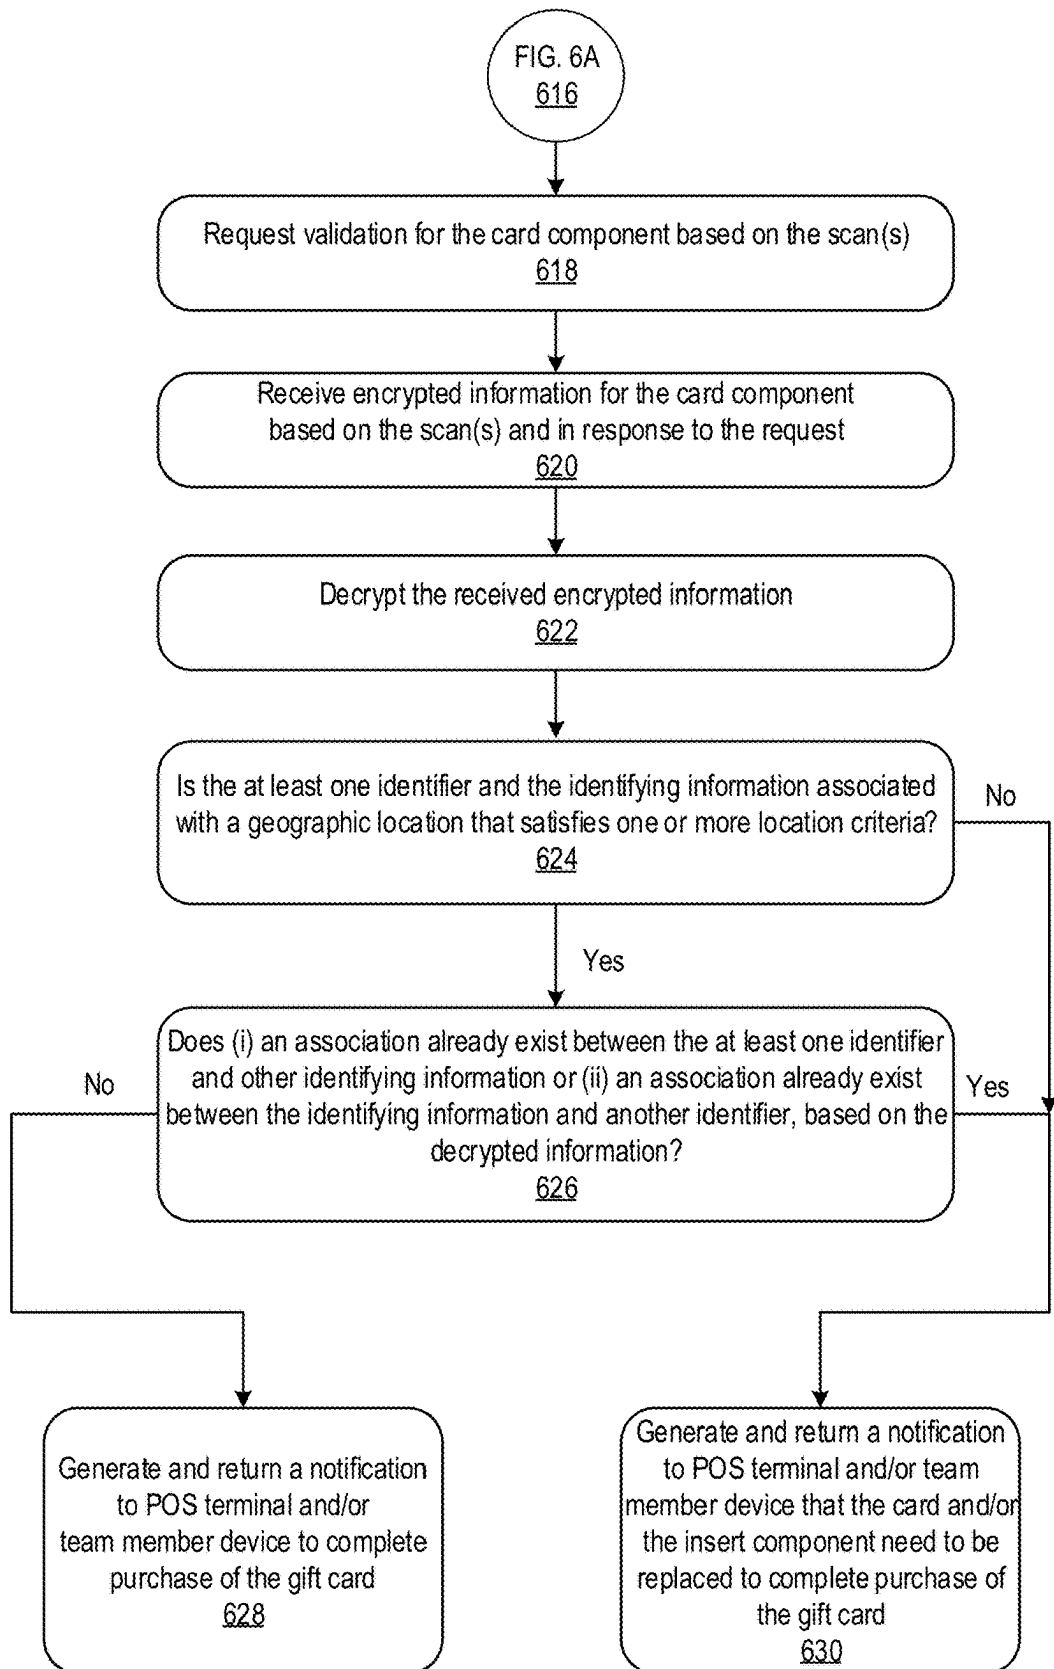 FIG. 6A
616
Request validation for the card component based on the scan(s)
618
Receive encrypted information for the card component
based on the scan(s) and in response to the request
620
Decrypt the received encrypted information
622
Is the at least one identifier and the identifying information associated
with a geographic location that satisfies one or more location criteria?
624
No
Yes
Does (i) an association already exist between the at least one identifier
and other identifying information or (ii) an association already exist
between the identifying information and another identifier, based on the
decrypted information?
626
No
Yes
Generate and return a notification
to POS terminal and/or
team member device to complete
purchase of the gift card
628
Generate and return a notification
to POS terminal and/or team
member device that the card and/or
the insert component need to be
replaced to complete purchase of
the gift card
630